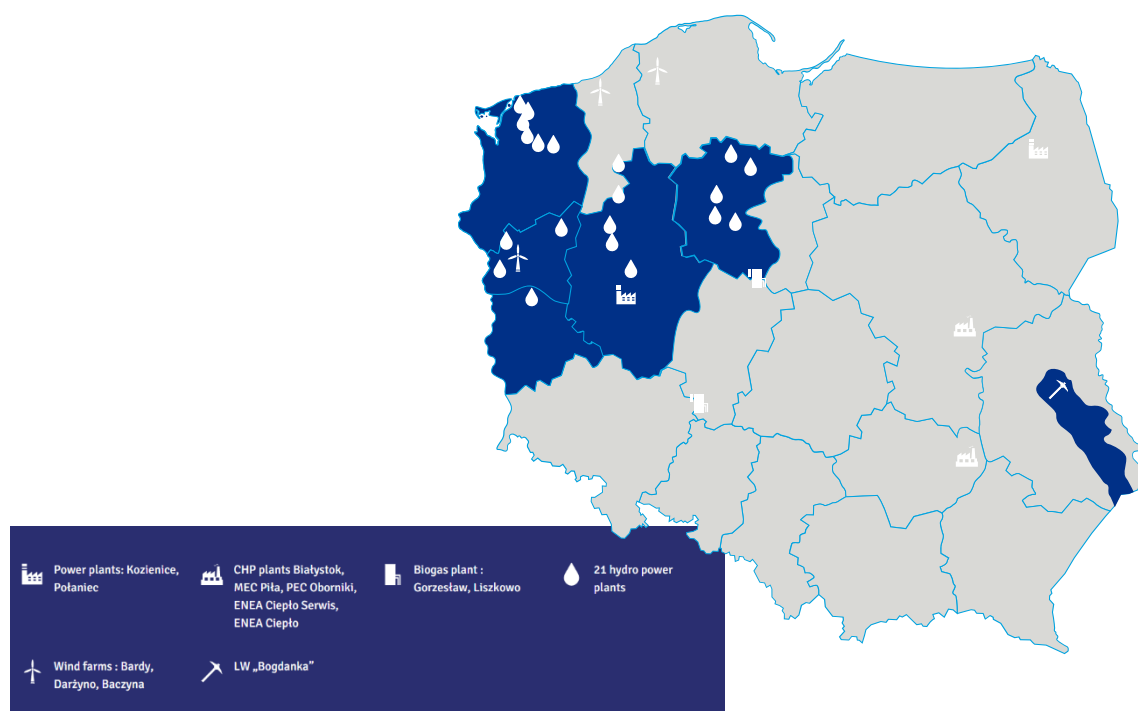 Power plants: Kozienice,
Połaniec
CHP plants Białystok,
MEC Piła, PEC Oborniki,
ENEA Ciepło Serwis,
ENEA Ciepło
Biogas plant :
Gorzesław, Liszkowo
21 hydro power
plants
Wind farms : Bardy,
Darżyno, Baczyna
LW „Bogdanka”